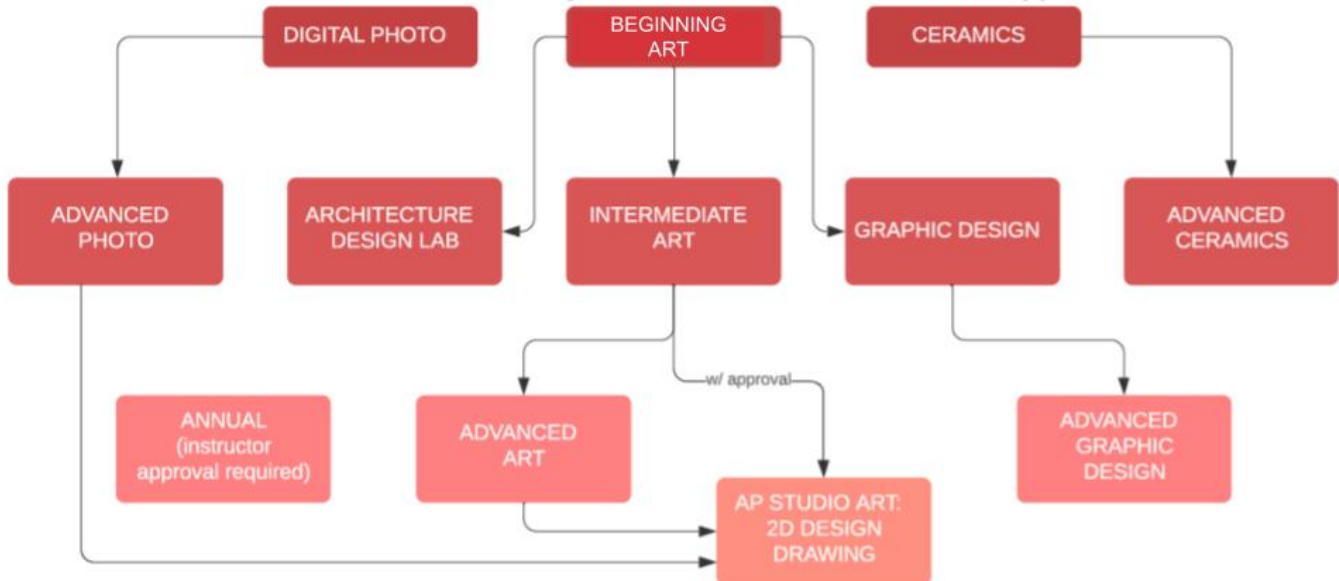 DIGITAL PHOTO
BEGINNING
ART
CERAMICS
ADVANCED
PHOTO
ARCHITECTURE
DESIGN LAB
INTERMEDIATE
ART
GRAPHIC DESIGN
ADVANCED
CERAMICS
w/ approval
ANNUAL
(instructor
approval required)
ADVANCED
ART
ADVANCED
GRAPHIC
DESIGN
AP STUDIO ART:
2D DESIGN
DRAWING